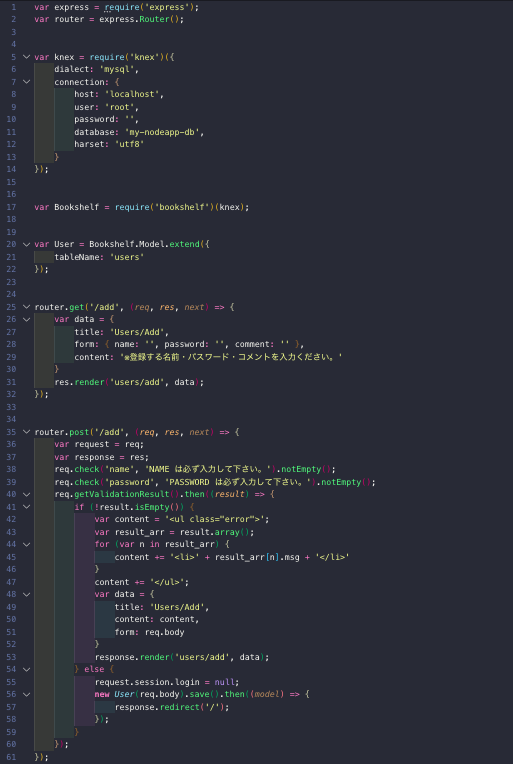 1 var express = require('express');
2 var router = express.Router();
3
4
5 var knex = require('knex')({
6 dialect: 'mysql',
7 connection: {
8 host: 'localhost',
9 user: 'root',
10 password: '',
11 database: 'my-nodeapp-db',
12 harset: 'utf8'
13 }
14 });
15
16
17 var Bookshelf = require('bookshelf')(knex);
18
19
20 var User = Bookshelf.Model.extend({
21 tableName: 'users'
22 });
23
24
25 router.get('/add', (req, res, next) => {
26 var data = {
27 title: 'Users/Add',
28 form: { name: '', password: '', comment: '' },
29 content: '※登録する名前・パスワード・コメントを入力ください。'
30 }
31 res.render('users/add', data);
32 });
33
34
35 router.post('/add', (req, res, next) => {
36 var request = req;
37 var response = res;
38 req.check('name', 'NAME は必ず入力して下さい。').notEmpty();
39 req.check('password', 'PASSWORD は必ず入力して下さい。').notEmpty();
40 req.getValidationResult().then((result) => {
41 if (!result.isEmpty()) {
42 var content = '<ul class="error">';
43 var result_arr = result.array();
44 for (var n in result_arr) {
45 content += '<li>' + result_arr[n].msg + '</li>'
46 }
47 content += '</ul>';
48 var data = {
49 title: 'Users/Add',
50 content: content,
51 form: req.body
52 }
53 response.render('users/add', data);
54 } else {
55 request.session.login = null;
56 new User(req.body).save().then((model) => {
57 response.redirect('/');
58 });
59 }
60 });
61 });